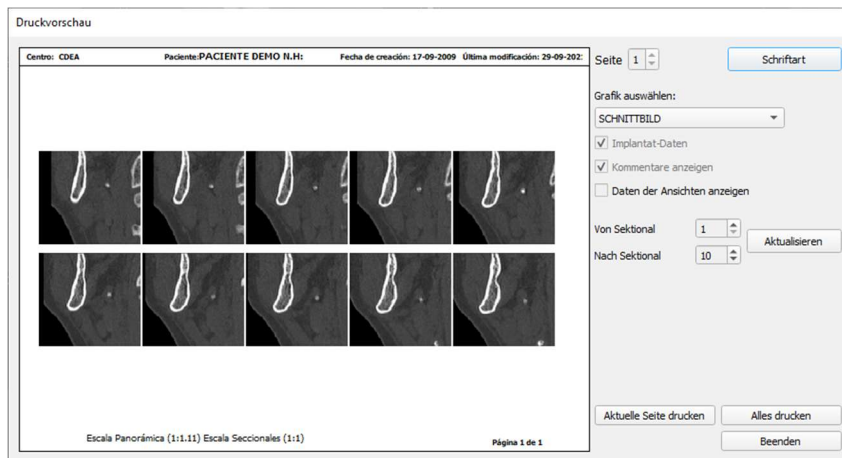 Druckvorschau
Centro: CDEA Paciente:PACIENTE DEMO N.H: Fecha de creación: 17-09-2009 Última modificación: 29-09-202
Seite 1 Schriftart
Grafik auswählen:
SCHNITTBILD
Implantat-Daten
Kommentare anzeigen
Daten der Ansichten anzeigen
Von Sektional 1
Aktualisieren
Nach Sektional 10
Aktuelle Seite drucken Alles drucken
Escala Panorámica (1:1.11) Escala Seccionales (1:1) Página 1 de 1
Beenden